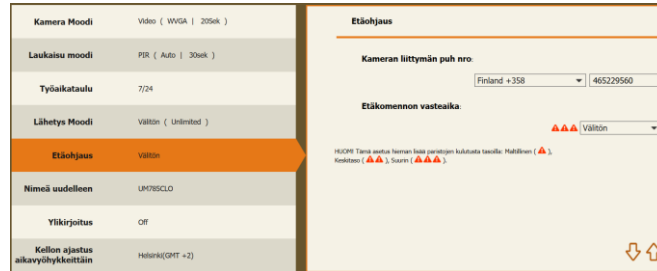 Kamera Moodi Video ( WVGA | 20Sek )
Laukaisu moodi PIR ( Auto | 30sek )
Työaikataulu 7/24
Lähetys Moodi Välitön ( Unlimited )
Etäohjaus Välitön
Nimeä uudelleen UM785CLO
Ylikirjoitus Off
Kellon ajastus
aikavyöhykkeittäin Helsinki(GMT +2)
Etäohjaus
Kameran liittymän puh nro:
Finland +358 465229560
Etäkomennon vasteaika:
Välitön
HUOMI Tämä asetus hieman lisää paristojen kulutusta tasoilla: Maltillinen ( ),
Keskitaso ( ), Suurin ( ).